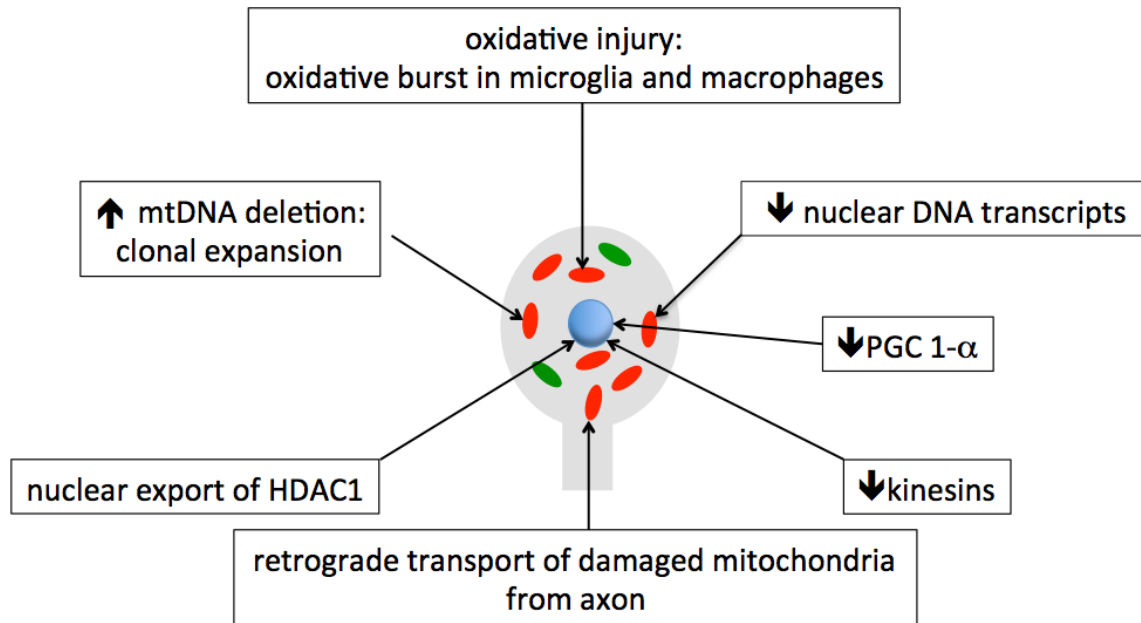 oxidative injury:
oxidative burst in microglia and macrophages
🡹 mtDNA deletion:
clonal expansion
🡻 nuclear DNA transcripts
🡻PGC 1-α
nuclear export of HDAC1
🡻kinesins
retrograde transport of damaged mitochondria
from axon